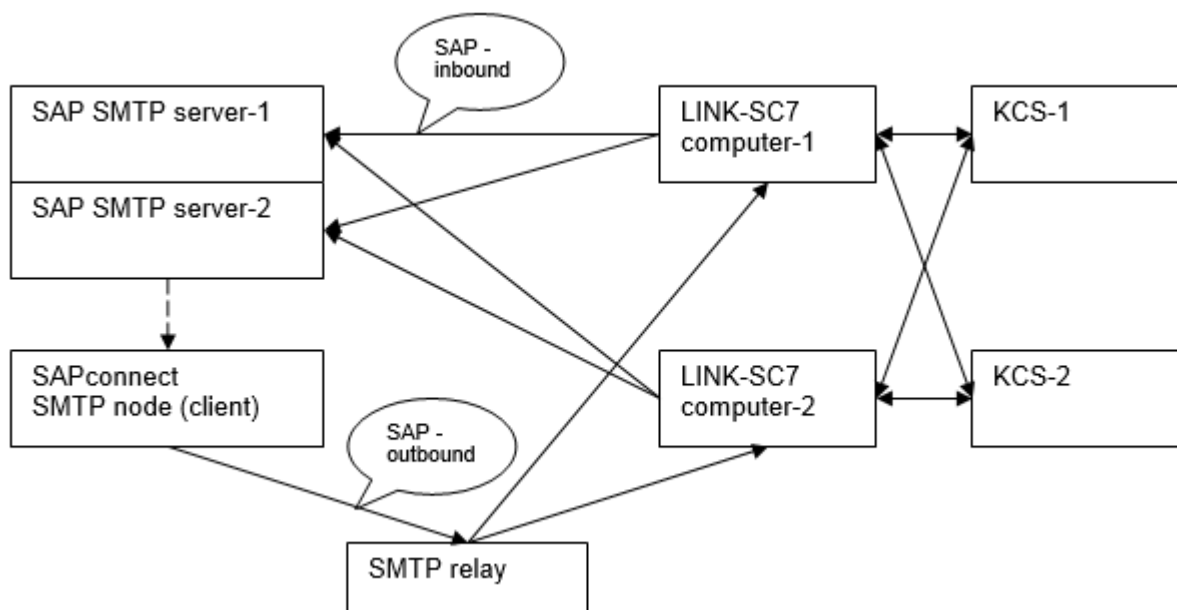 SAP -
inbound
SAP SMTP server-1
LINK-SC7
computer-1
KCS-1
SAP SMTP server-2
SAPconnect
SMTP node (client)
LINK-SC7
computer-2
KCS-2
SAP -
outbound
SMTP relay